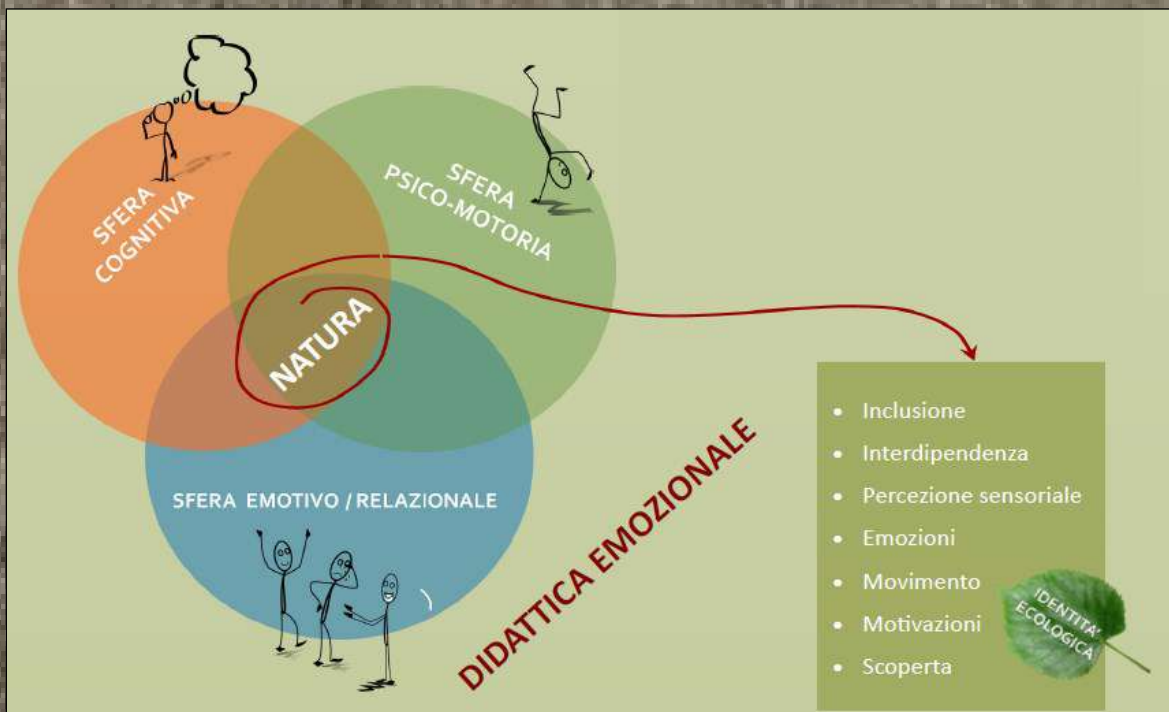 SFERA
COGNITIVA
SFERA
PSICO-MOTORIA
NATURA
SFERA EMOTIVO / RELAZIONALE
DIDATTICA EMOZIONALE
• Inclusione
• Interdipendenza
• Percezione sensoriale
• Emozioni
• Movimento
• Motivazioni
• Scoperta
IDENTITA'
ECOLOGICA